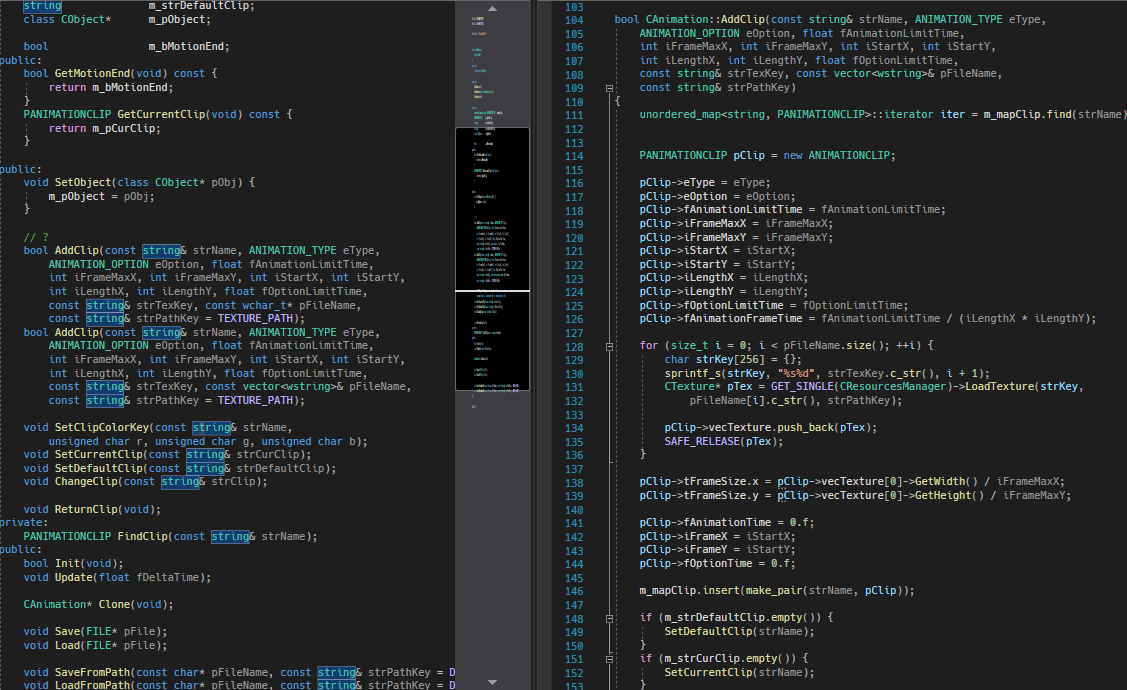 string m_strDefaultClip;
class CObject* m_pObject;
bool m_bMotionEnd;
public:
bool GetMotionEnd(void) const {
return m_bMotionEnd;
}
PANIMATIONCLIP GetCurrentClip(void) const {
return m_pCurClip;
}
public:
void SetObject(class CObject* pObj) {
m_pObject = pObj;
}
// ?
bool AddClip(const string& strName, ANIMATION_TYPE eType,
ANIMATION_OPTION eOption, float fAnimationLimitTime,
int iFrameMaxX, int iFrameMaxY, int iStartX, int iStartY,
int iLengthX, int iLengthY, float fOptionLimitTime,
const string& strTexKey, const wchar_t* pFileName,
const string& strPathKey = TEXTURE_PATH);
bool AddClip(const string& strName, ANIMATION_TYPE eType,
ANIMATION_OPTION eOption, float fAnimationLimitTime,
int iFrameMaxX, int iFrameMaxY, int iStartX, int iStartY,
int iLengthX, int iLengthY, float fOptionLimitTime,
const string& strTexKey, const vector<wstring>& pFileName,
const string& strPathKey = TEXTURE_PATH);
void SetClipColorKey(const string& strName,
unsigned char r, unsigned char g, unsigned char b);
void SetCurrentClip(const string& strCurClip);
void SetDefaultClip(const string& strDefaultClip);
void ChangeClip(const string& strClip);
void ReturnClip(void);
private:
PANIMATIONCLIP FindClip(const string& strName);
public:
bool Init(void);
void Update(float fDeltaTime);
CAnimation* Clone(void);
void Save(FILE* pFile);
void Load(FILE* pFile);
void SaveFromPath(const char* pFileName, const string& strPathKey = D
void LoadFromPath(const char* pFileName, const string& strPathKey = D
103
104 bool CAnimation::AddClip(const string& strName, ANIMATION_TYPE eType,
105 ANIMATION_OPTION eOption, float fAnimationLimitTime,
106 int iFrameMaxX, int iFrameMaxY, int iStartX, int iStartY,
107 int iLengthX, int iLengthY, float fOptionLimitTime,
108 const string& strTexKey, const vector<wstring>& pFileName,
109 const string& strPathKey)
110 {
111 unordered_map<string, PANIMATIONCLIP>::iterator iter = m_mapClip.find(strName)
112
113
114 PANIMATIONCLIP pClip = new ANIMATIONCLIP;
115
116 pClip->eType = eType;
117 pClip->eOption = eOption;
118 pClip->fAnimationLimitTime = fAnimationLimitTime;
119 pClip->iFrameMaxX = iFrameMaxX;
120 pClip->iFrameMaxY = iFrameMaxY;
121 pClip->iStartX = iStartX;
122 pClip->iStartY = iStartY;
123 pClip->iLengthX = iLengthX;
124 pClip->iLengthY = iLengthY;
125 pClip->fOptionLimitTime = fOptionLimitTime;
126 pClip->fAnimationFrameTime = fAnimationLimitTime / (iLengthX * iLengthY);
127
128 for (size_t i = 0; i < pFileName.size(); ++i) {
129 char strKey[256] = {};
130 sprintf_s(strKey, "%s%d", strTexKey.c_str(), i + 1);
131 CTexture* pTex = GET_SINGLE(CResourcesManager)->LoadTexture(strKey,
132 pFileName[i].c_str(), strPathKey);
133
134 pClip->vecTexture.push_back(pTex);
135 SAFE_RELEASE(pTex);
136 }
137
138 pClip->tFrameSize.x = pClip->vecTexture[0]->GetWidth() / iFrameMaxX;
139 pClip->tFrameSize.y = pClip->vecTexture[0]->GetHeight() / iFrameMaxY;
140
141 pClip->fAnimationTime = 0.f;
142 pClip->iFrameX = iStartX;
143 pClip->iFrameY = iStartY;
144 pClip->fOptionTime = 0.f;
145
146 m_mapClip.insert(make_pair(strName, pClip));
147
148 if (m_strDefaultClip.empty()) {
149 SetDefaultClip(strName);
150 }
151 if (m_strCurClip.empty()) {
152 SetCurrentClip(strName);
153 }